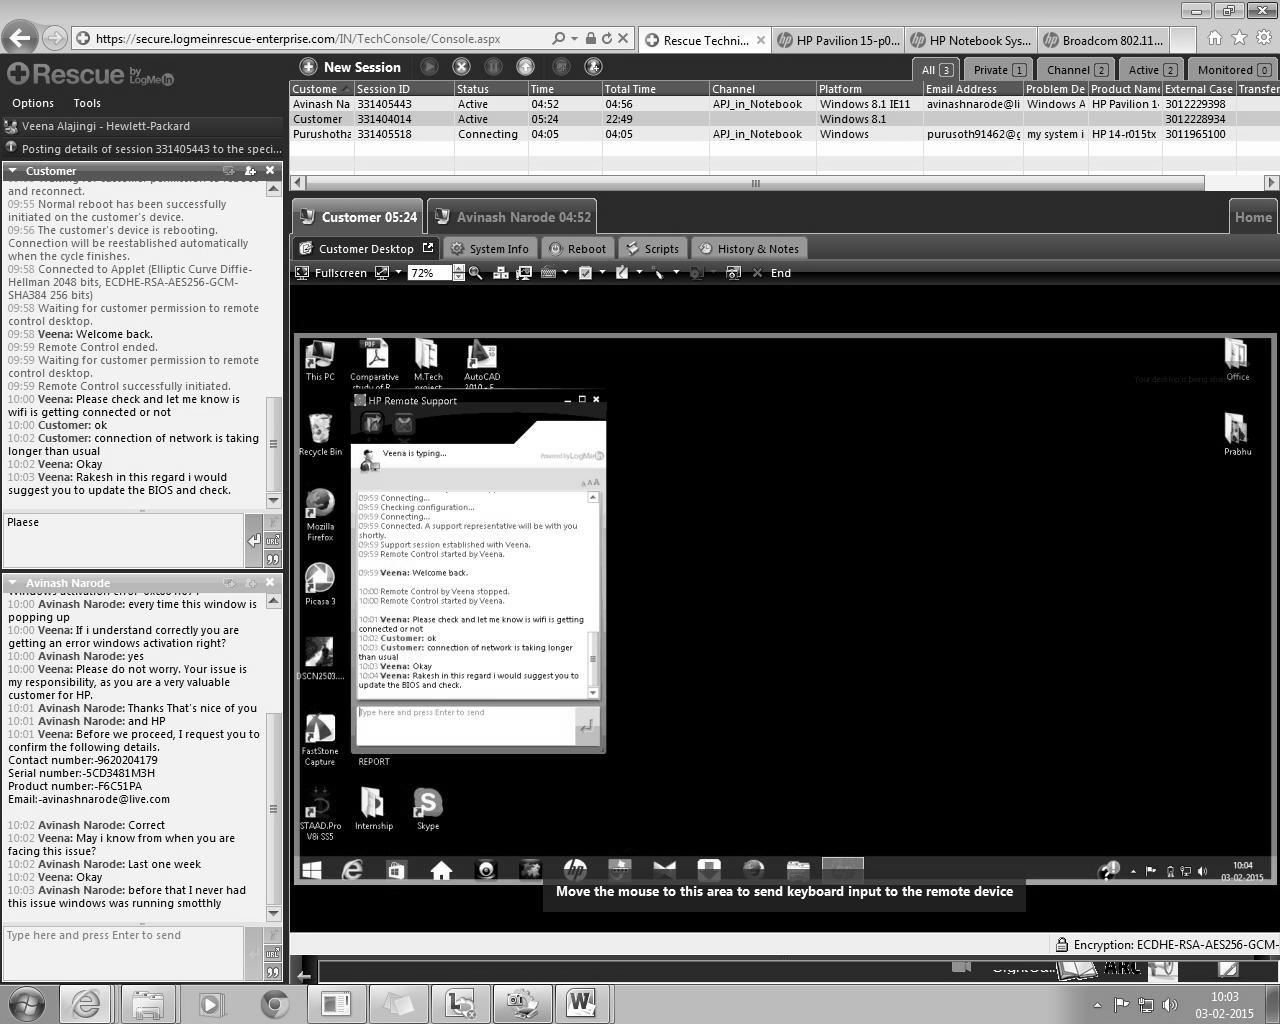 https://secure.logmeinrescue-enterprise.com/IN/TechConsole/Console.aspx
Rescue Techni...
HP Pavilion 15-p0...
HP Notebook Sys...
Broadcom 802.11...
Rescue by LogMeIn
Options Tools
Veena Alajingi - Hewlett-Packard
Posting details of session 331405443 to the speci...
New Session
All 3
Private 1
Channel 2
Active 2
Monitored 0
Custome Session ID Status Time Total Time Channel Platform Email Address Problem De Product Name External Case Transfer
Avinash Na 331405443 Active 04:52 04:56 APJ_in_Notebook Windows 8.1 IE11 avinashnarode@li Windows A HP Pavilion 1 3012229398
Customer 331404014 Active 05:24 22:49 Windows 8.1 3012228934
Purushotha 331405518 Connecting 04:05 04:05 APJ_in_Notebook Windows purusoth91462@g my system i HP 14-r015tx 3011965100
Customer
and reconnect.
09:55 Normal reboot has been successfully
initiated on the customer's device.
09:56 The customer's device is rebooting.
Connection will be reestablished automatically
when the cycle finishes.
09:58 Connected to Applet (Elliptic Curve Diffie-
Hellman 2048 bits, ECDHE-RSA-AES256-GCM-
SHA384 256 bits)
09:58 Waiting for customer permission to remote
control desktop.
09:58 Veena: Welcome back.
09:59 Remote Control ended.
09:59 Waiting for customer permission to remote
control desktop.
09:59 Remote Control successfully initiated.
10:00 Veena: Please check and let me know is
wifi is getting connected or not
10:00 Customer: ok
10:02 Customer: connection of network is taking
longer than usual
10:02 Veena: Okay
10:03 Veena: Rakesh in this regard i would
suggest you to update the BIOS and check.
Plaese
URL
Avinash Narode
10:00 Avinash Narode: every time this window is
popping up
10:00 Veena: If i understand correctly you are
getting an error windows activation right?
10:00 Avinash Narode: yes
10:00 Veena: Please do not worry. Your issue is
my responsibility, as you are a very valuable
customer for HP.
10:01 Avinash Narode: Thanks That's nice of you
10:01 Avinash Narode: and HP
10:01 Veena: Before we proceed, I request you to
confirm the following details.
Contact number:-9620204179
Serial number:-5CD3481M3H
Product number:-F6C51PA
Email:-avinashnarode@live.com
10:02 Avinash Narode: Correct
10:02 Veena: May i know from when you are
facing this issue?
10:02 Avinash Narode: Last one week
10:02 Veena: Okay
10:03 Avinash Narode: before that I never had
this issue windows was running smotthly
Type here and press Enter to send
URL
Customer 05:24
Avinash Narode 04:52
Home
Customer Desktop
System Info
Reboot
Scripts
History & Notes
Fullscreen
72%
End
This PC
Comparative
study of R...
M.Tech
project
AutoCAD
2010 - E...
Office
Recycle Bin
Prabhu
Mozilla
Firefox
Picasa 3
DSCN2503....
FastStone
Capture
REPORT
STAAD.Pro
V8i SS5
Internship
Skype
HP Remote Support
Veena is typing...
Powered by LogMeIn
AAA
09:59 Connecting...
09:59 Checking configuration...
09:59 Connecting...
09:59 Connected. A support representative will be with you
shortly.
09:59 Support session established with Veena.
09:59 Remote Control started by Veena.
09:59 Veena: Welcome back.
10:00 Remote Control by Veena stopped.
10:00 Remote Control started by Veena.
10:01 Veena: Please check and let me know is wifi is getting
connected or not
10:02 Customer: ok
10:03 Customer: connection of network is taking longer
than usual
10:03 Veena: Okay
10:04 Veena: Rakesh in this regard i would suggest you to
update the BIOS and check.
Type here and press Enter to send
10:04
03-02-2015
Move the mouse to this area to send keyboard input to the remote device
Encryption: ECDHE-RSA-AES256-GCM-
ARL
10:03
03-02-2015